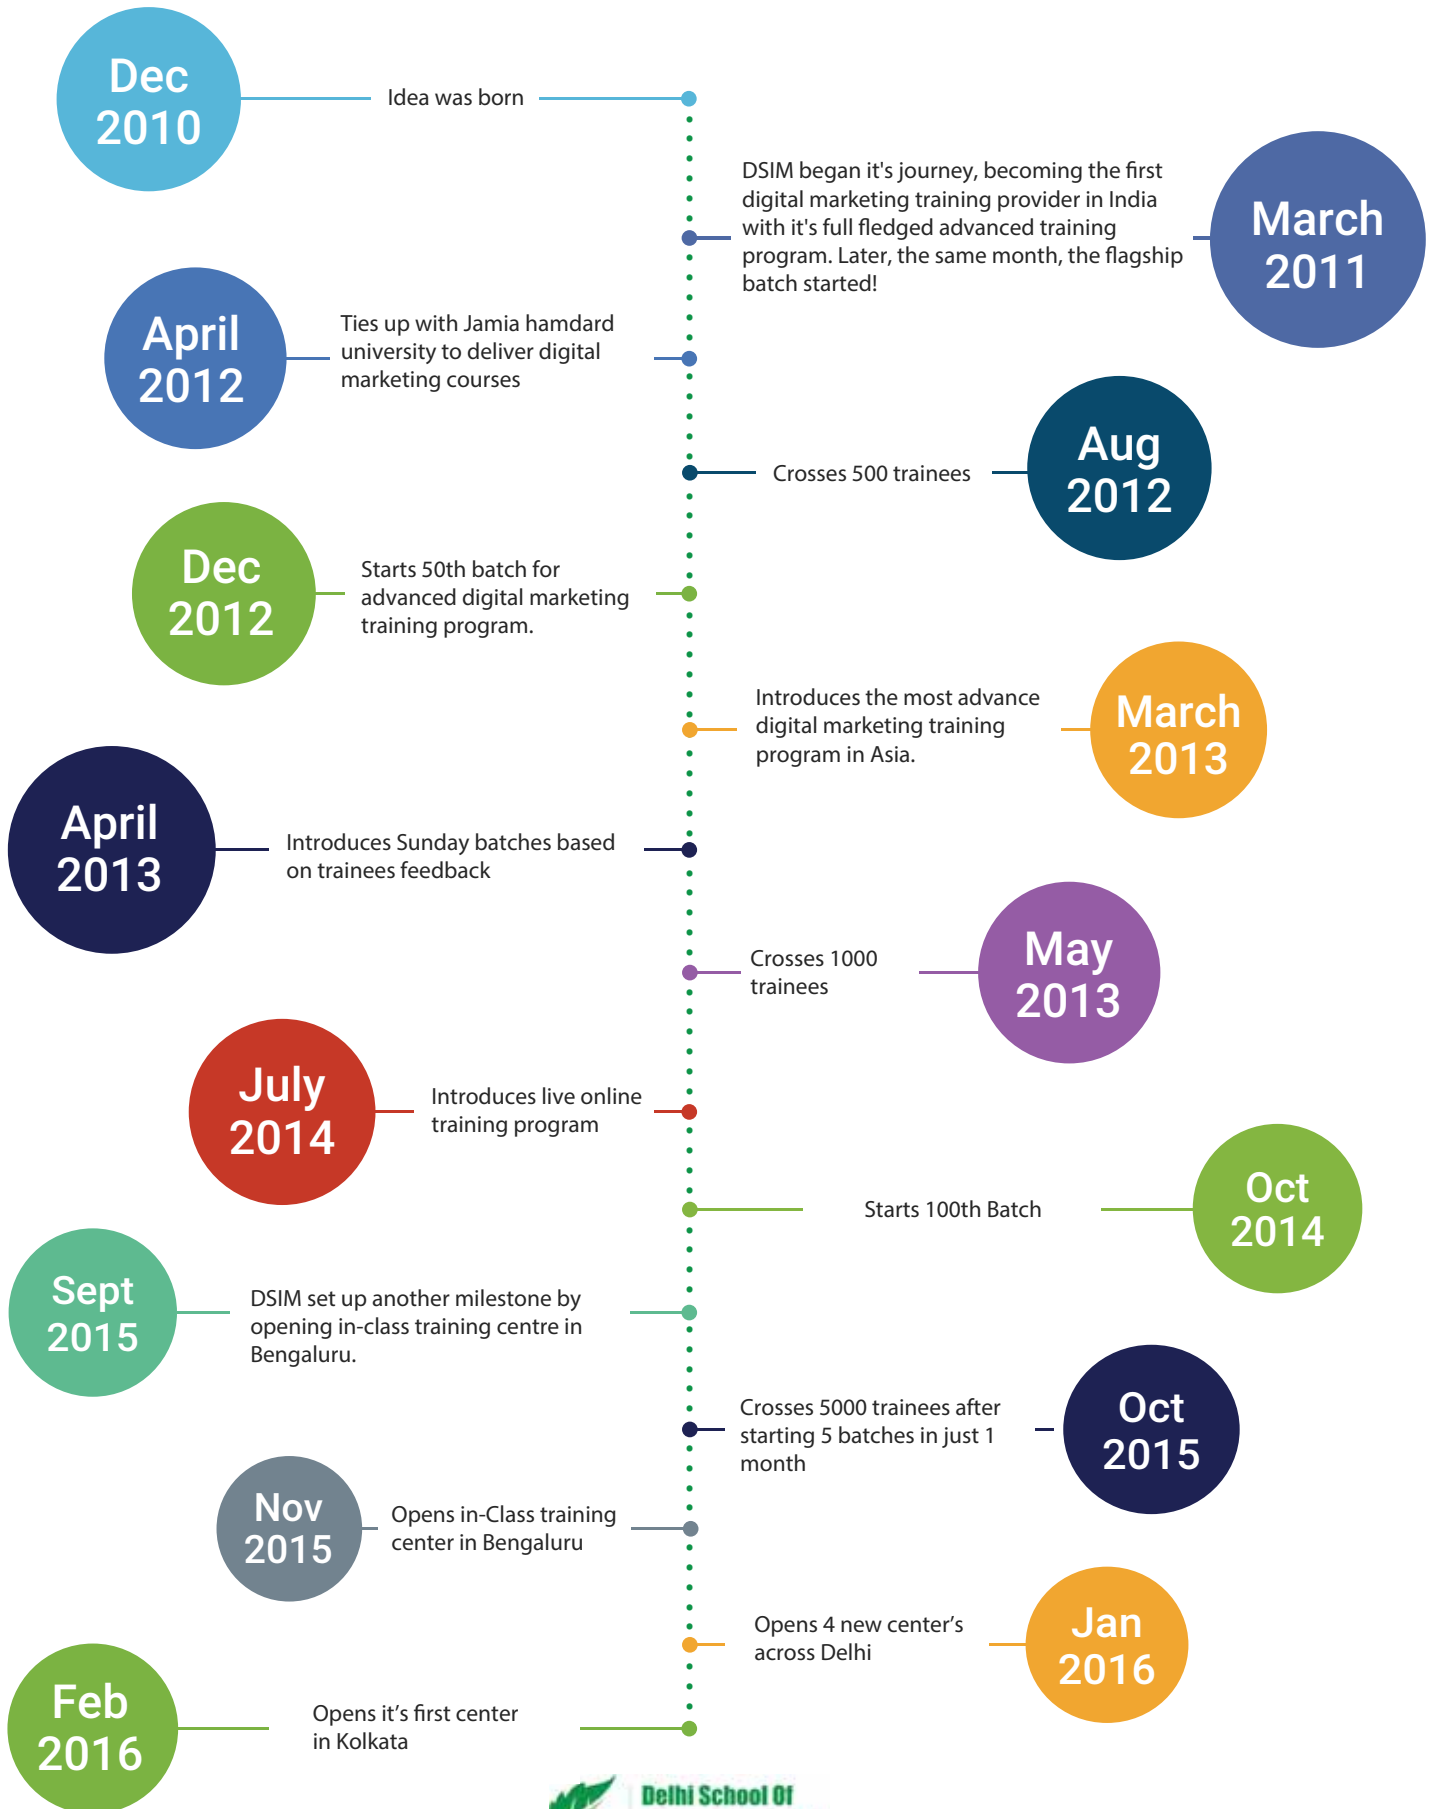 Dec
2010
Idea was born
DSIM began it's journey, becoming the first
digital marketing training provider in India
with it's full fledged advanced training
program. Later, the same month, the flagship
batch started!
March
2011
April
2012
Ties up with Jamia hamdard
university to deliver digital
marketing courses
Crosses 500 trainees
Aug
2012
Dec
2012
Starts 50th batch for
advanced digital marketing
training program.
Introduces the most advance
digital marketing training
program in Asia.
March
2013
April
2013
Introduces Sunday batches based
on trainees feedback
Crosses 1000
trainees
May
2013
July
2014
Introduces live online
training program
Starts 100th Batch
Oct
2014
Sept
2015
DSIM set up another milestone by
opening in-class training centre in
Bengaluru.
Crosses 5000 trainees after
starting 5 batches in just 1
month
Oct
2015
Nov
2015
Opens in-Class training
center in Bengaluru
Opens 4 new center’s
across Delhi
Jan
2016
Feb
2016
Opens it’s first center
in Kolkata
Delhi School Of